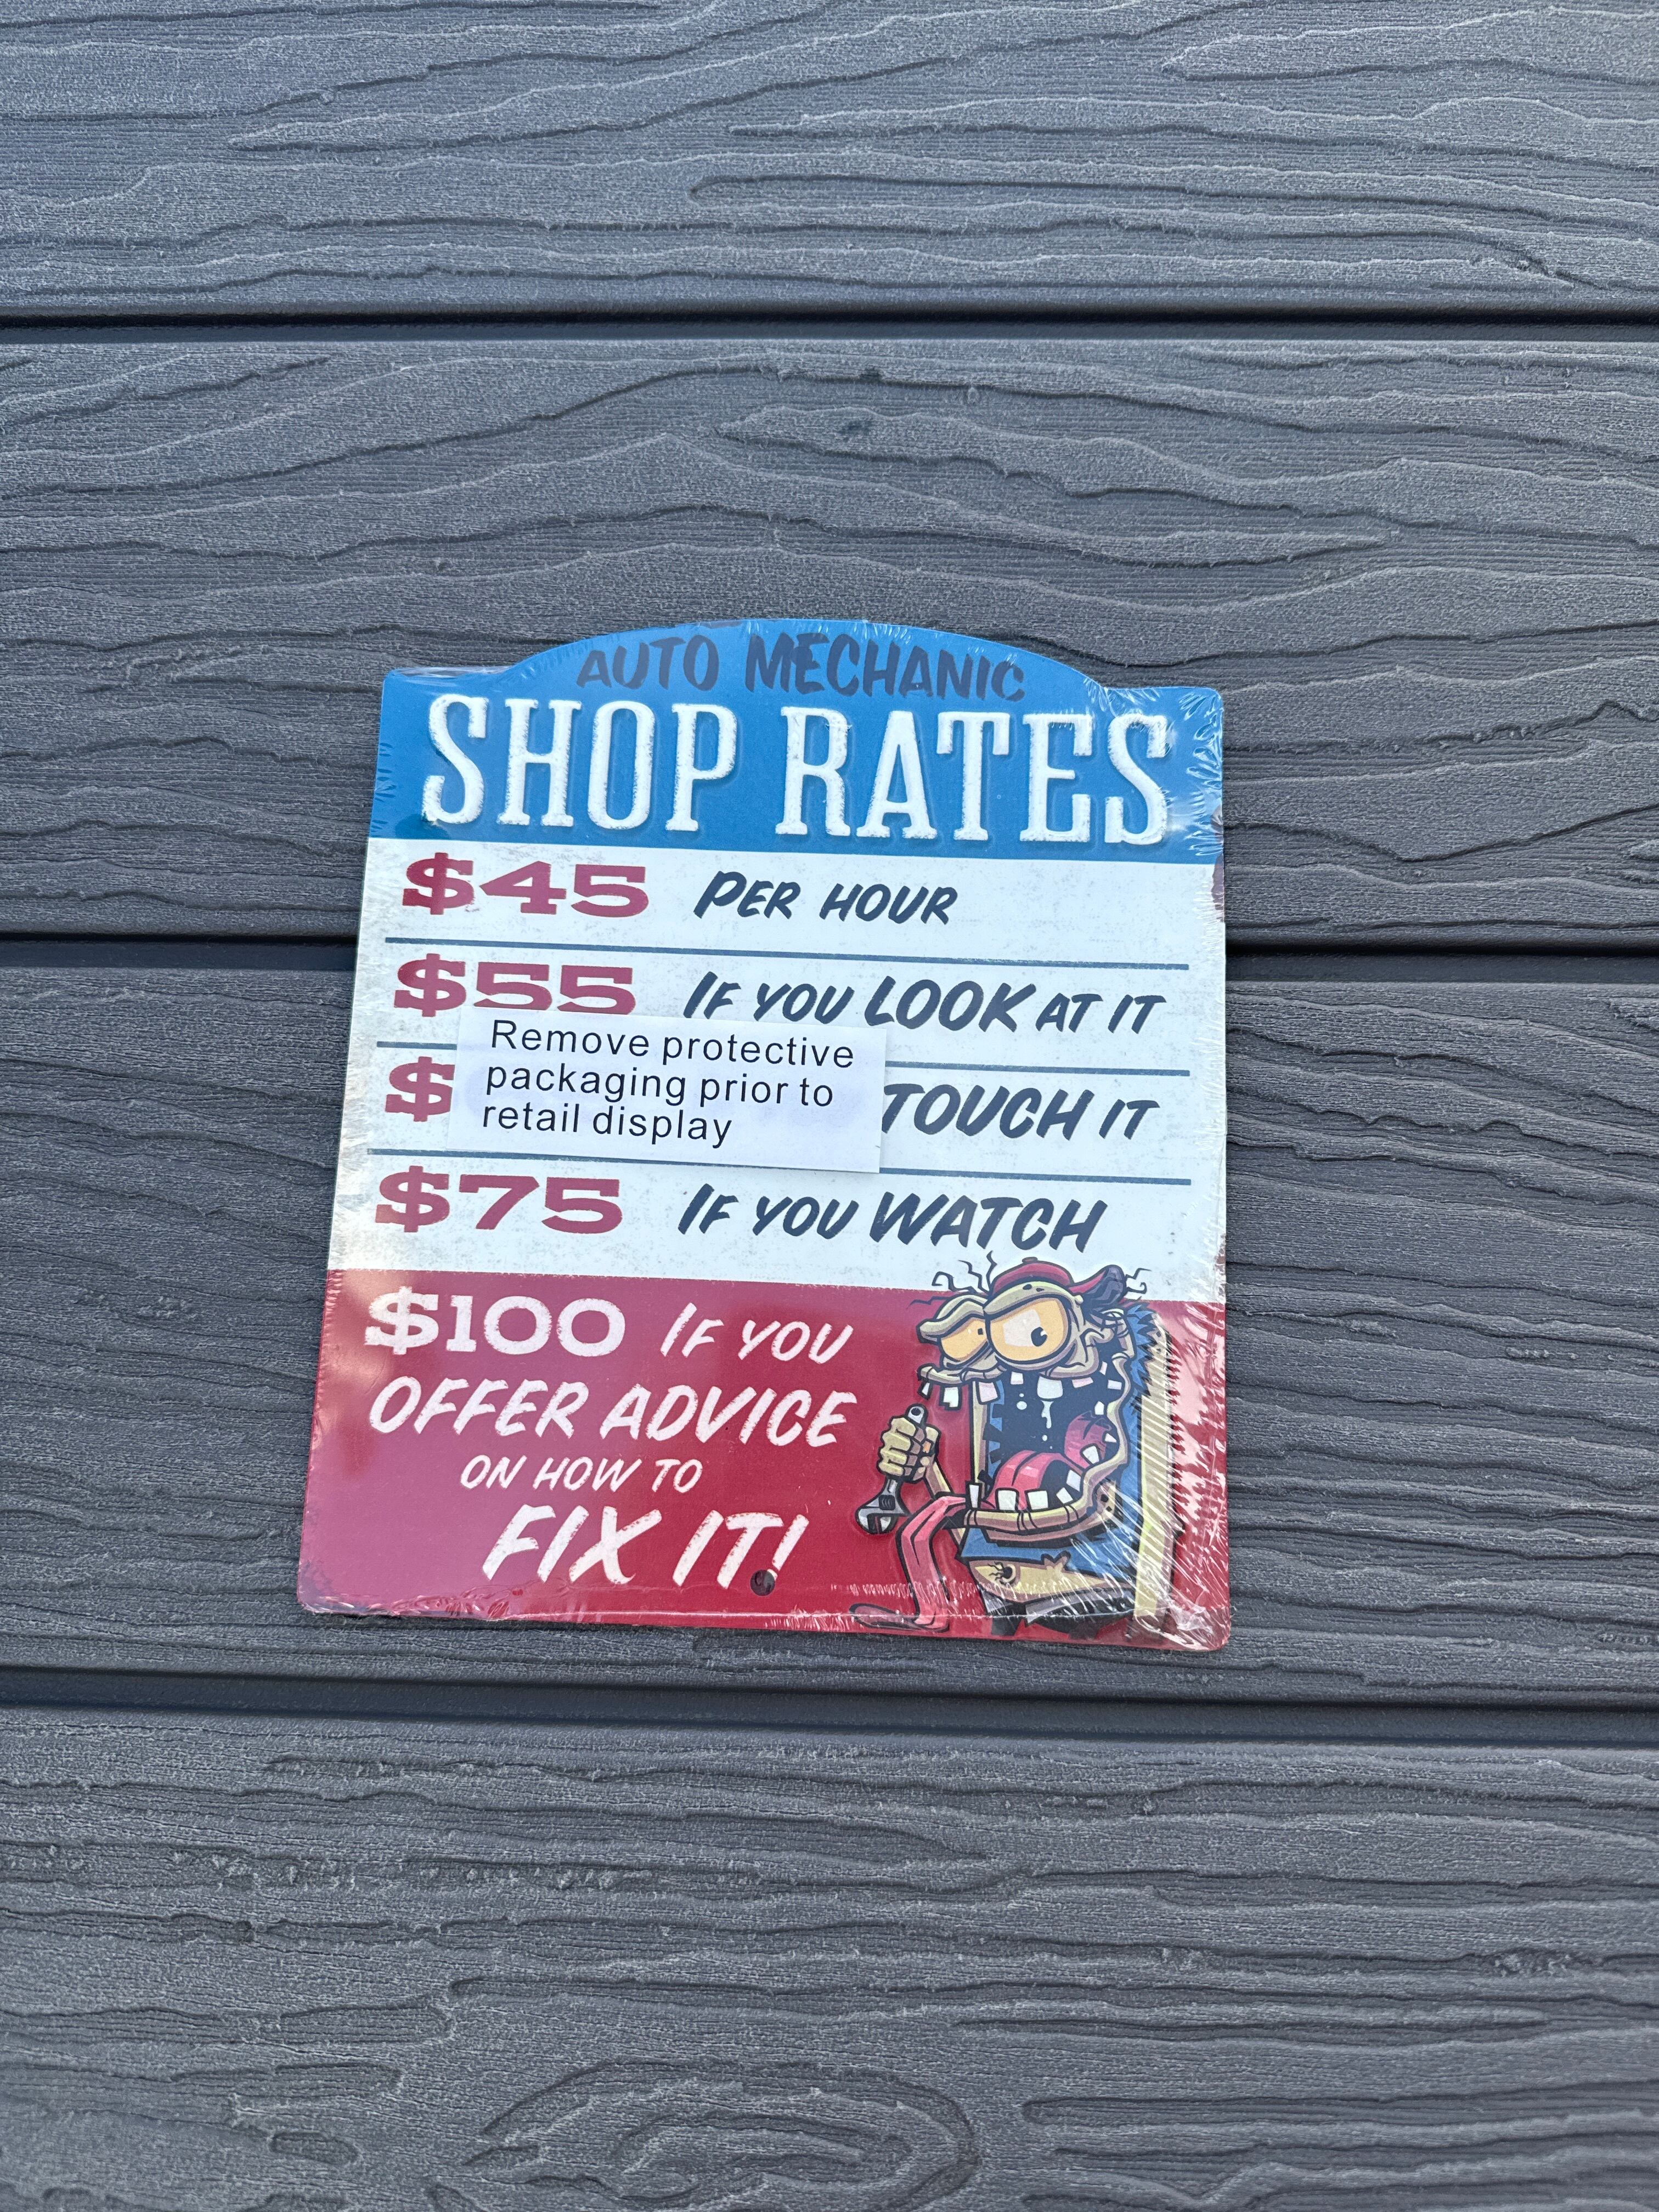 AUTO MECHANIC
SHOP RATES
$45 PER HOUR
$55 IF YOU LOOK AT IT
Remove protective
packaging prior to
retail display
$ TOUCH IT
$75 IF YOU WATCH
$100 IF YOU
OFFER ADVICE
ON HOW TO
FIX IT!